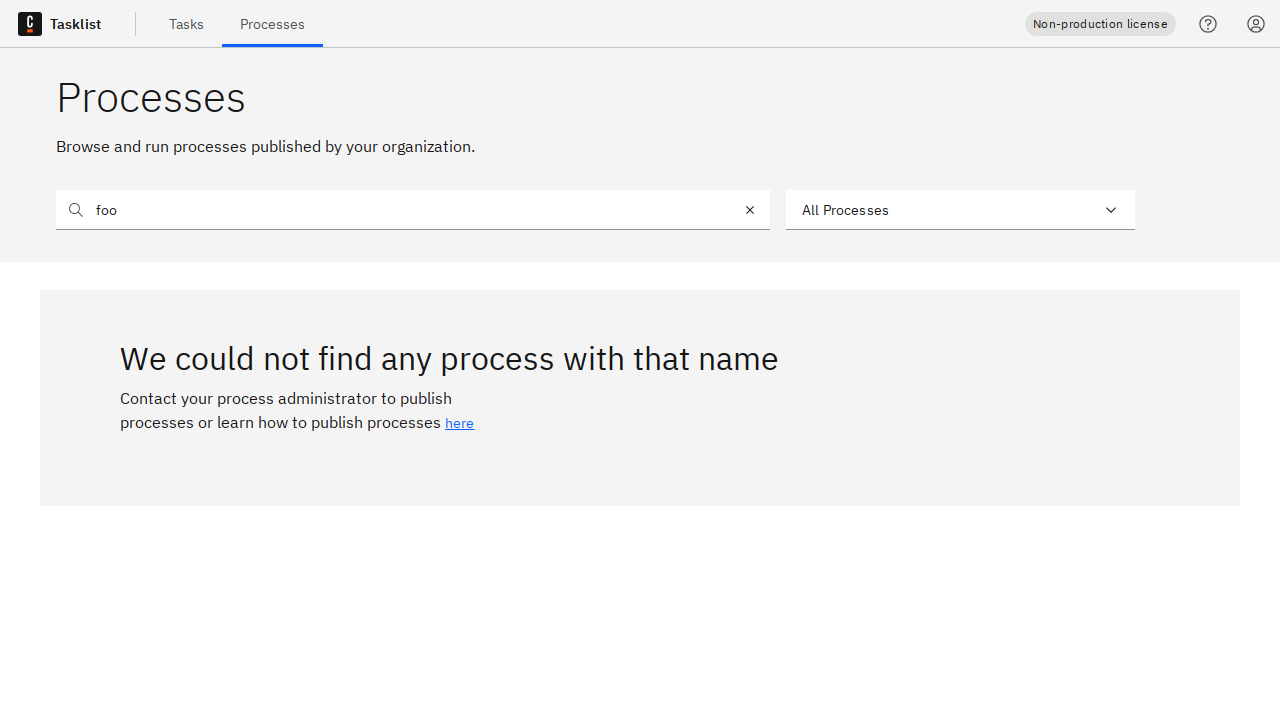 Tasklist
Tasks
Processes
Non-production license
Processes
Browse and run processes published by your organization.
foo
All Processes
We could not find any process with that name
Contact your process administrator to publish
processes or learn how to publish processes here